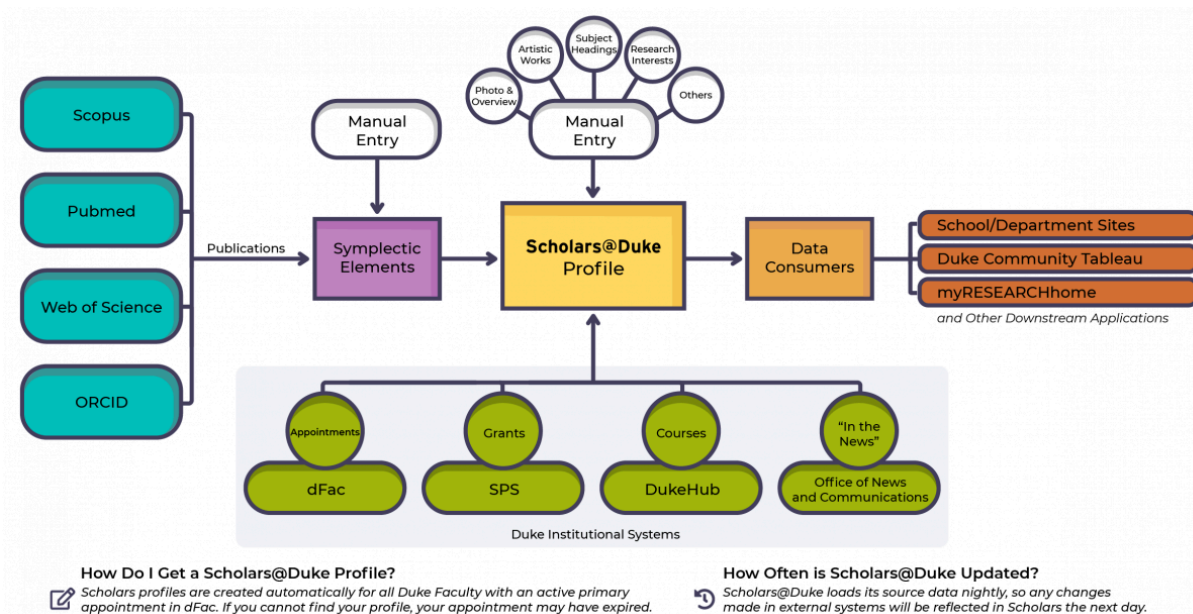 Scopus
Pubmed
Web of Science
ORCID
Publications
Manual
Entry
Symplectic
Elements
Photo &
Overview
Artistic
Works
Subject
Headings
Research
Interests
Others
Manual
Entry
Scholars@Duke
Profile
Data
Consumers
School/Department Sites
Duke Community Tableau
myRESEARCHhome
and Other Downstream Applications
Appointments
dFac
Grants
SPS
Courses
DukeHub
“In the
News”
Office of News
and Communications
Duke Institutional Systems
How Do I Get a Scholars@Duke Profile?
Scholars profiles are created automatically for all Duke Faculty with an active primary
appointment in dFac. If you cannot find your profile, your appointment may have expired.
How Often is Scholars@Duke Updated?
Scholars@Duke loads its source data nightly, so any changes
made in external systems will be reflected in Scholars the next day.